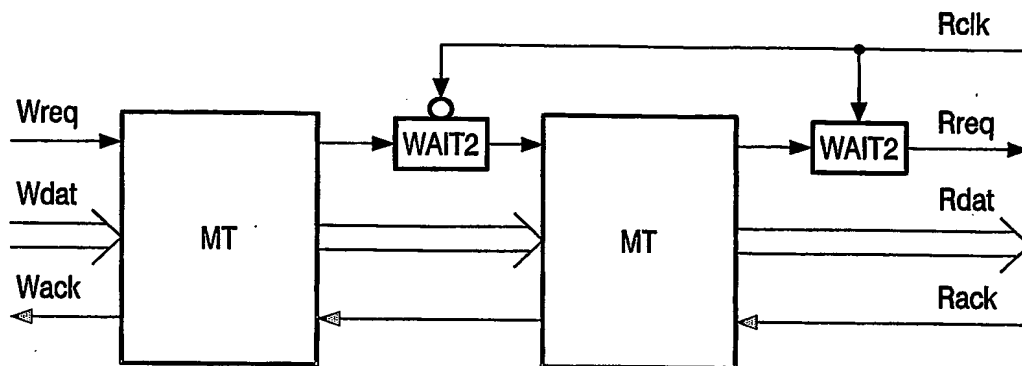 Rclk
Wreq
WAIT2
WAIT2
Rreq
Wdat
MT
MT
Rdat
Wack
Rack